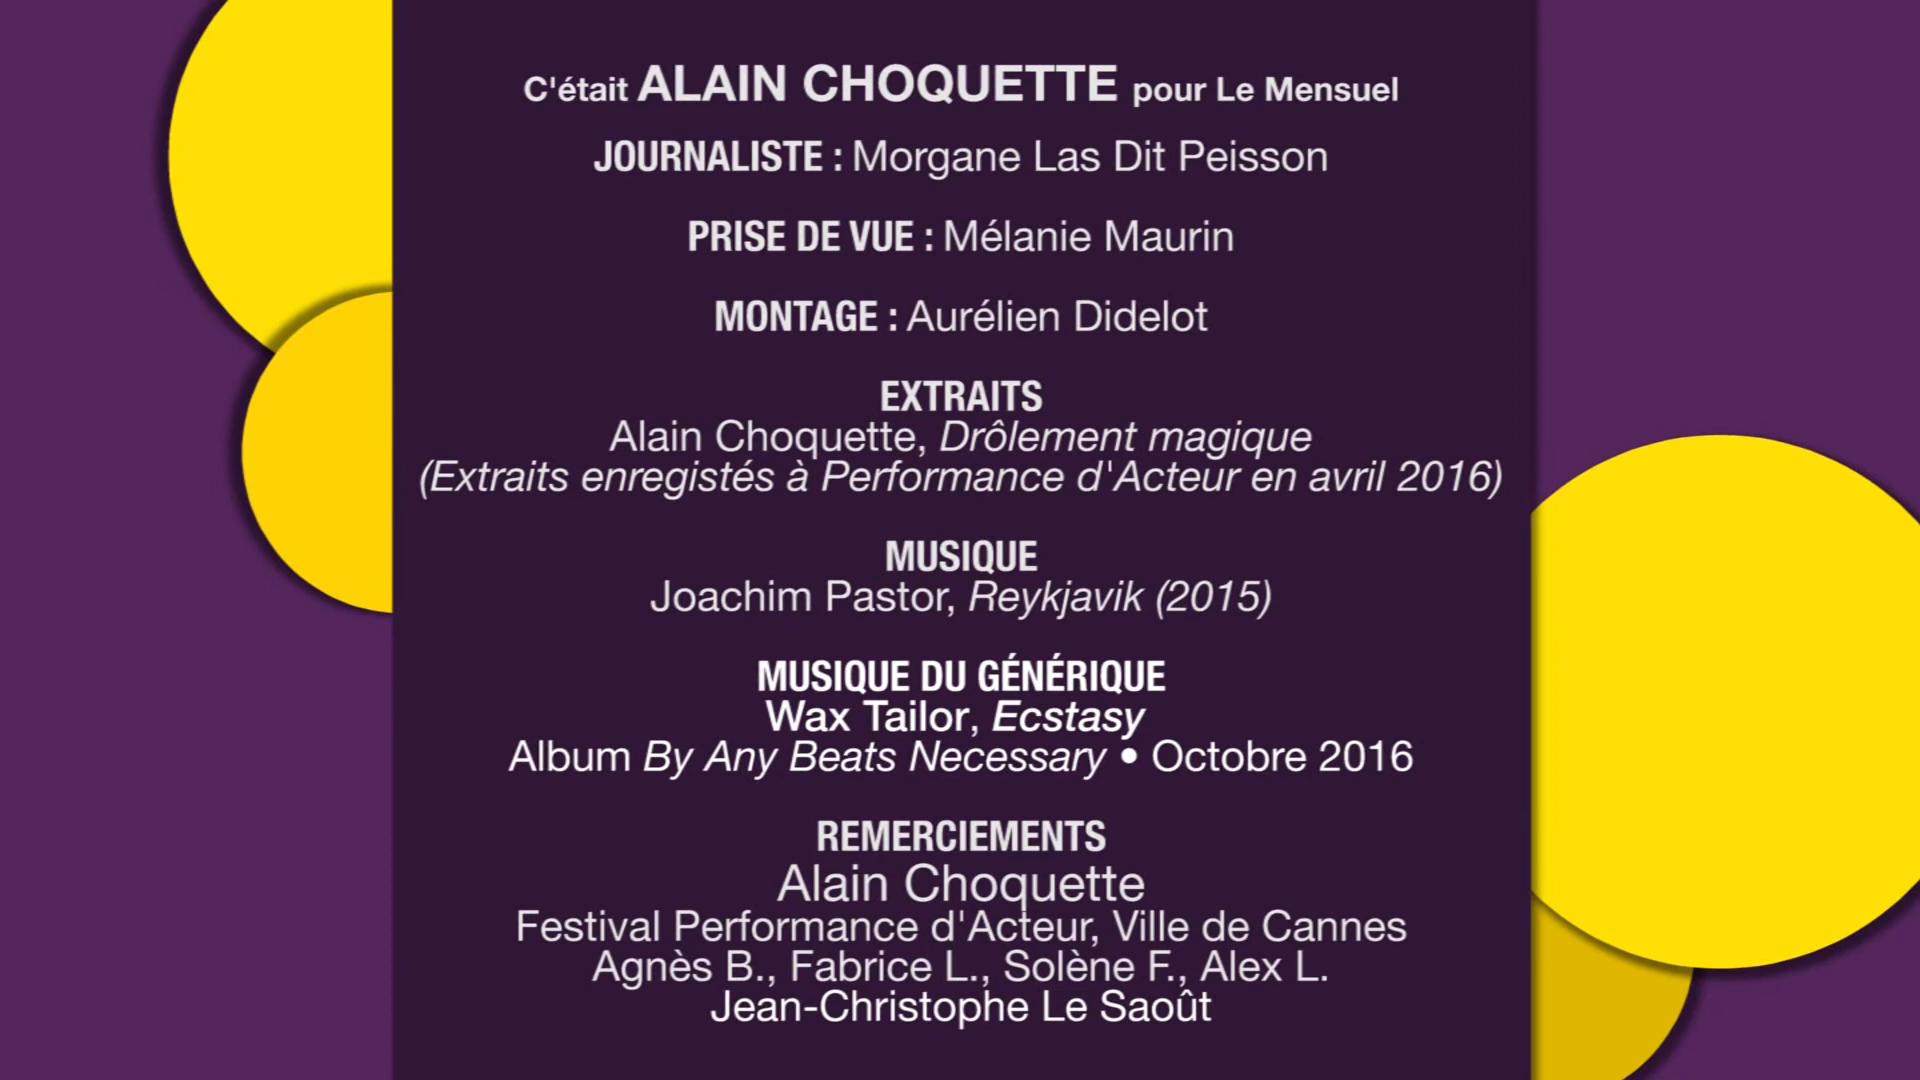 C'était ALAIN CHOQUETTE pour Le Mensuel
JOURNALISTE : Morgane Las Dit Peisson
PRISE DE VUE : Mélanie Maurin
MONTAGE : Aurélien Didelot
EXTRAITS
Alain Choquette, Drôlement magique
(Extraits enregistés à Performance d'Acteur en avril 2016)
MUSIQUE
Joachim Pastor, Reykjavik (2015)
MUSIQUE DU GÉNÉRIQUE
Wax Tailor, Ecstasy
Album By Any Beats Necessary • Octobre 2016
REMERCIEMENTS
Alain Choquette
Festival Performance d'Acteur, Ville de Cannes
Agnès B., Fabrice L., Solène F., Alex L.
Jean-Christophe Le Saoût